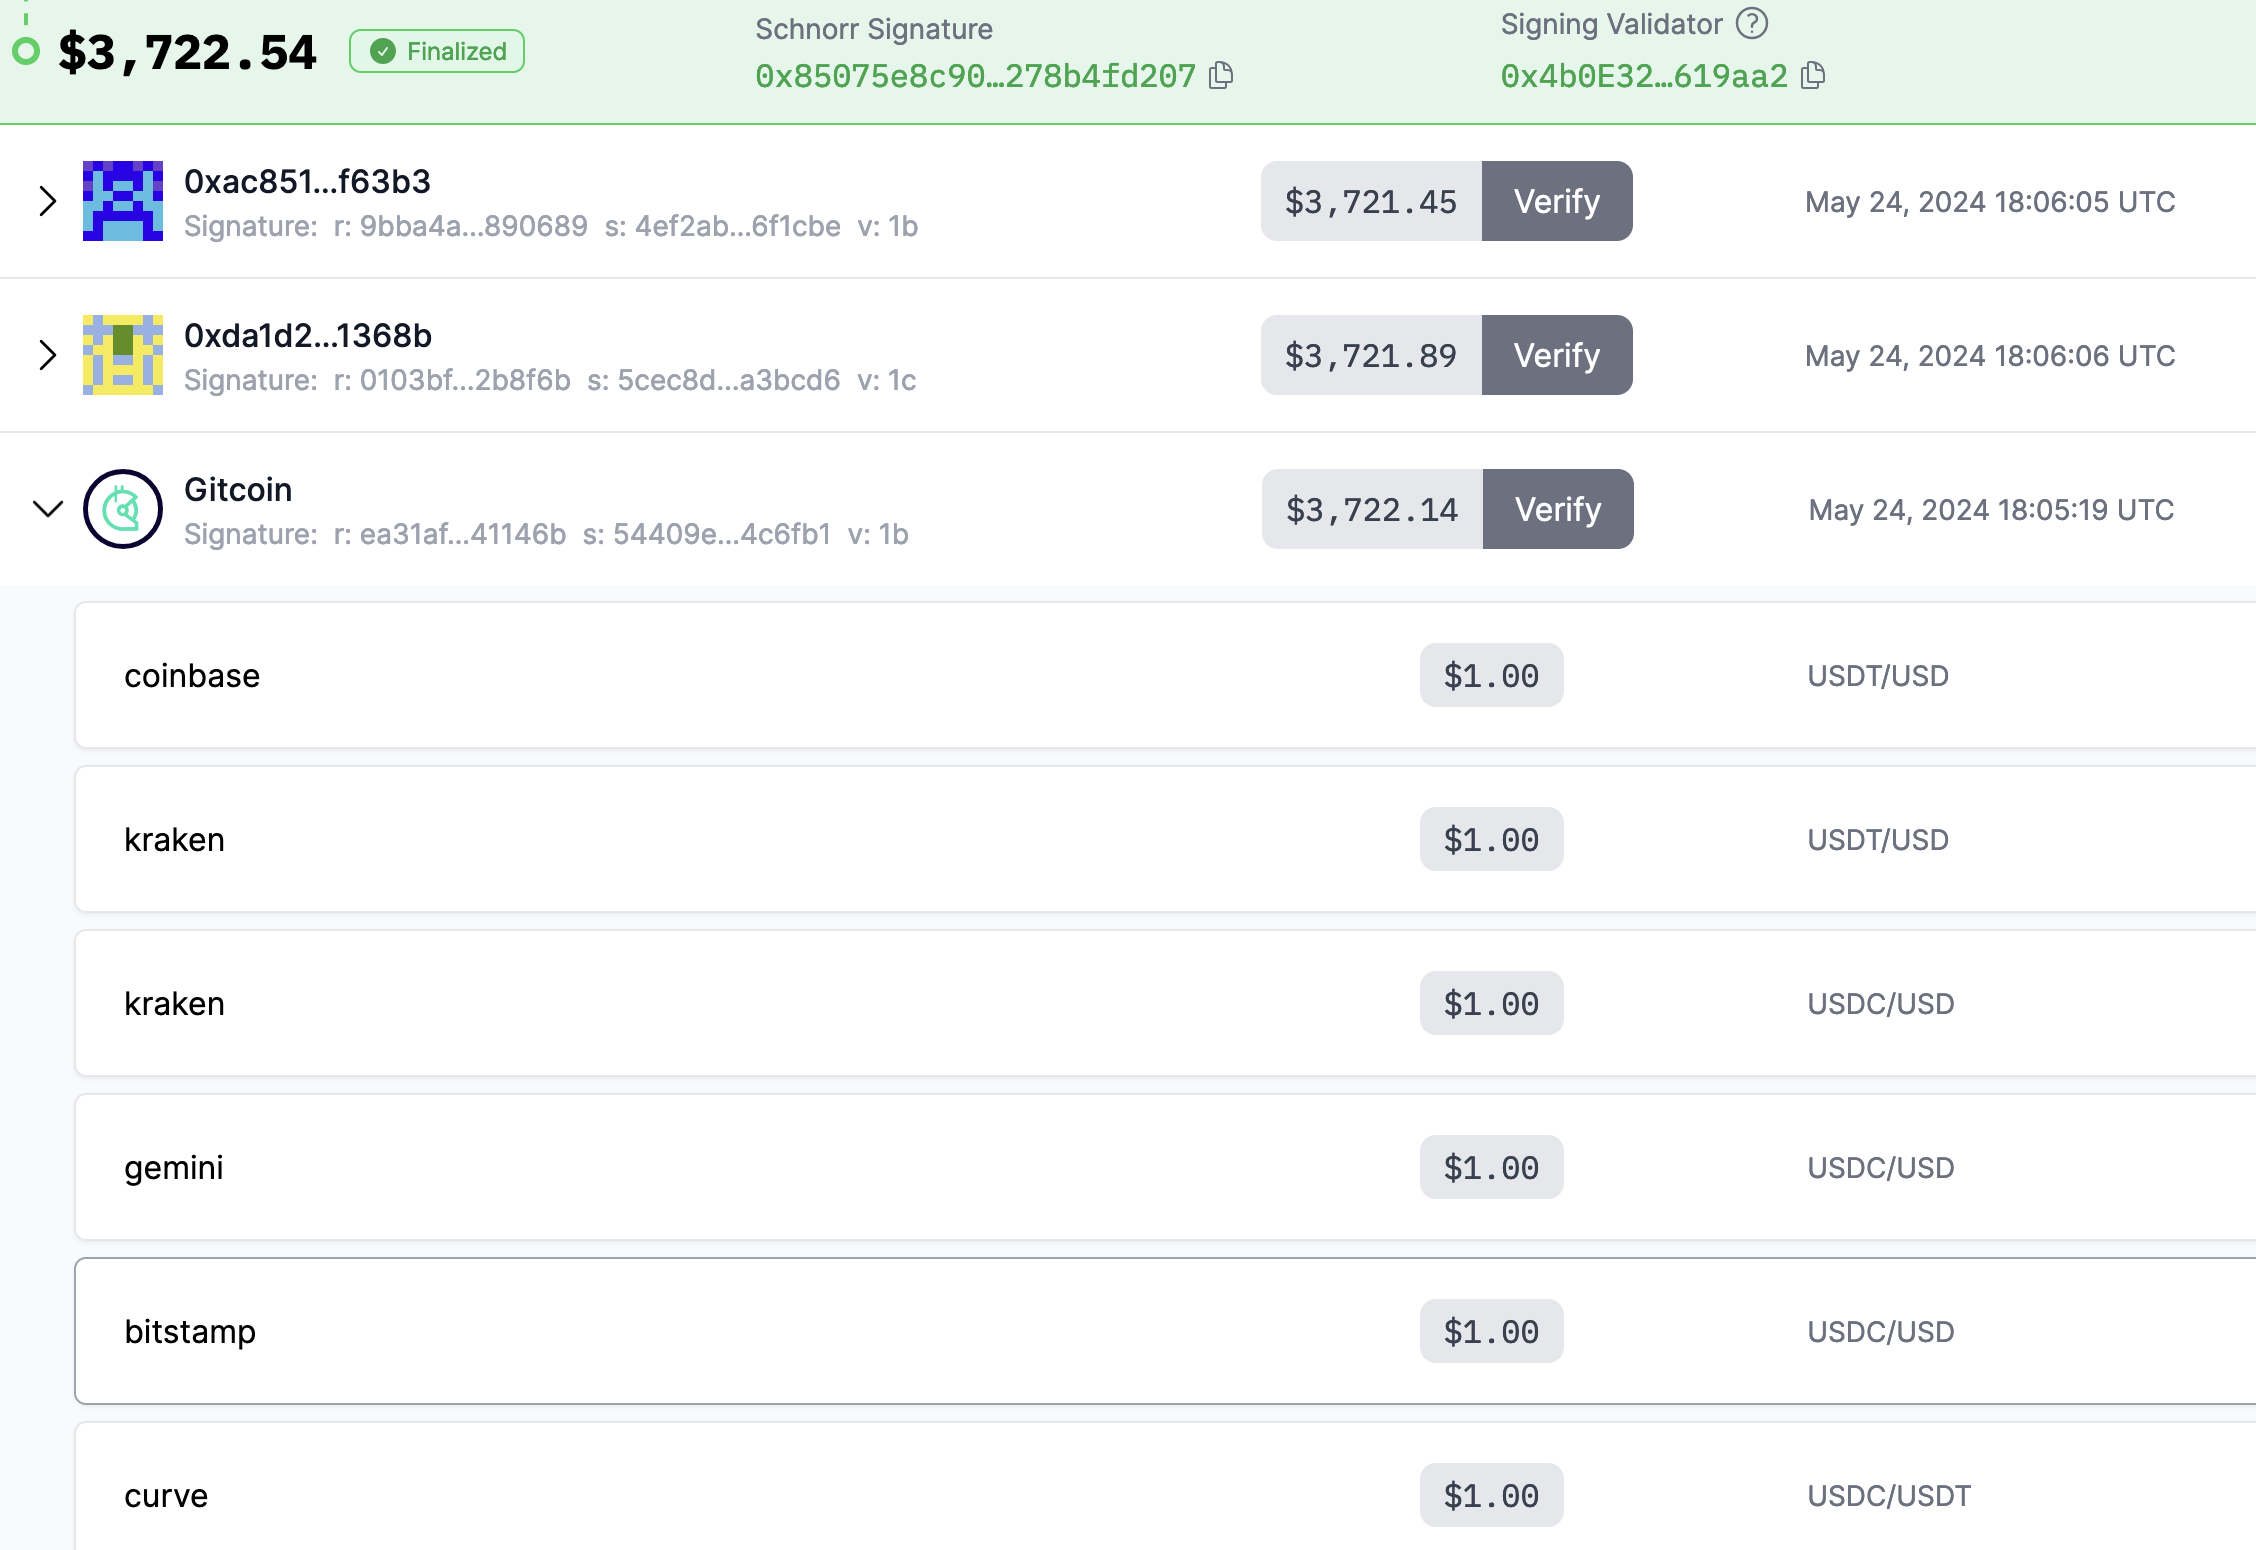 $3,722.54 Finalized
Schnorr Signature
0x85075e8c90…278b4fd207
Signing Validator ?
0x4b0E32…619aa2
0xac851...f63b3
Signature: r: 9bba4a...890689 s: 4ef2ab...6f1cbe v: 1b
$3,721.45 Verify May 24, 2024 18:06:05 UTC
0xda1d2...1368b
Signature: r: 0103bf...2b8f6b s: 5cec8d...a3bcd6 v: 1c
$3,721.89 Verify May 24, 2024 18:06:06 UTC
Gitcoin
Signature: r: ea31af...41146b s: 54409e...4c6fb1 v: 1b
$3,722.14 Verify May 24, 2024 18:05:19 UTC
coinbase $1.00 USDT/USD
kraken $1.00 USDT/USD
kraken $1.00 USDC/USD
gemini $1.00 USDC/USD
bitstamp $1.00 USDC/USD
curve $1.00 USDC/USDT